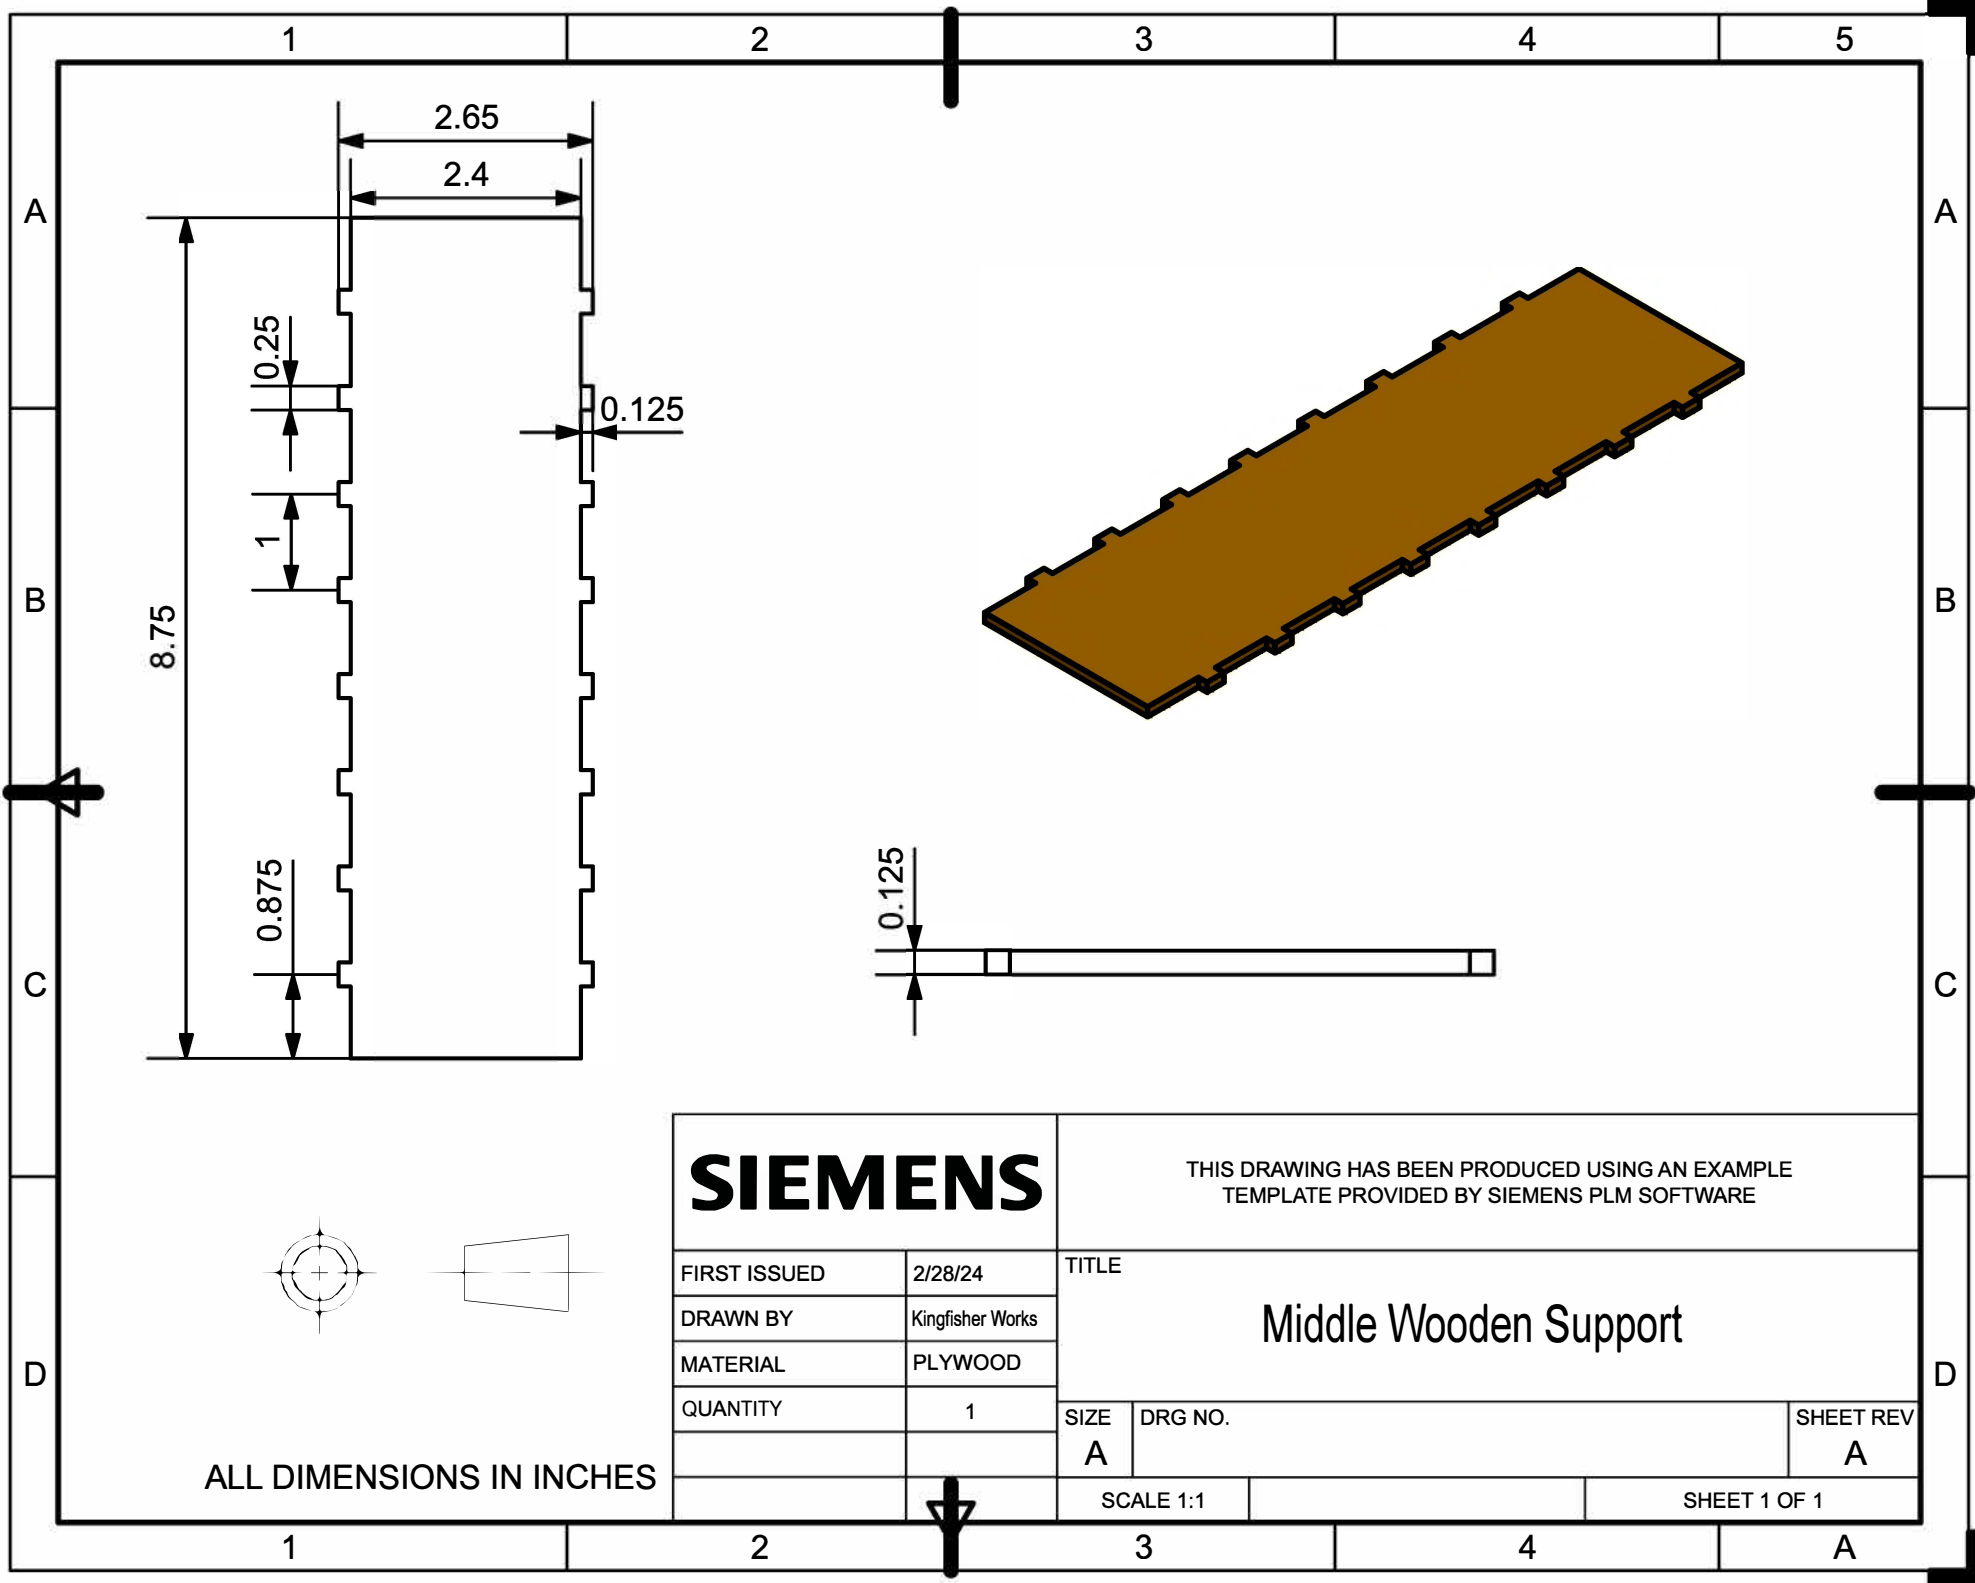 1 2 3 4 5
2.65
2.4
A A
0.25
0.125
1
B B
8.75
0.875
0.125
C C
SIEMENS
THIS DRAWING HAS BEEN PRODUCED USING AN EXAMPLE
TEMPLATE PROVIDED BY SIEMENS PLM SOFTWARE
FIRST ISSUED 2/28/24
TITLE
DRAWN BY Kingfisher Works
Middle Wooden Support
MATERIAL PLYWOOD
D D
QUANTITY 1
SIZE DRG NO. SHEET REV
A A
ALL DIMENSIONS IN INCHES
SCALE 1:1 SHEET 1 OF 1
1 2 3 4 A